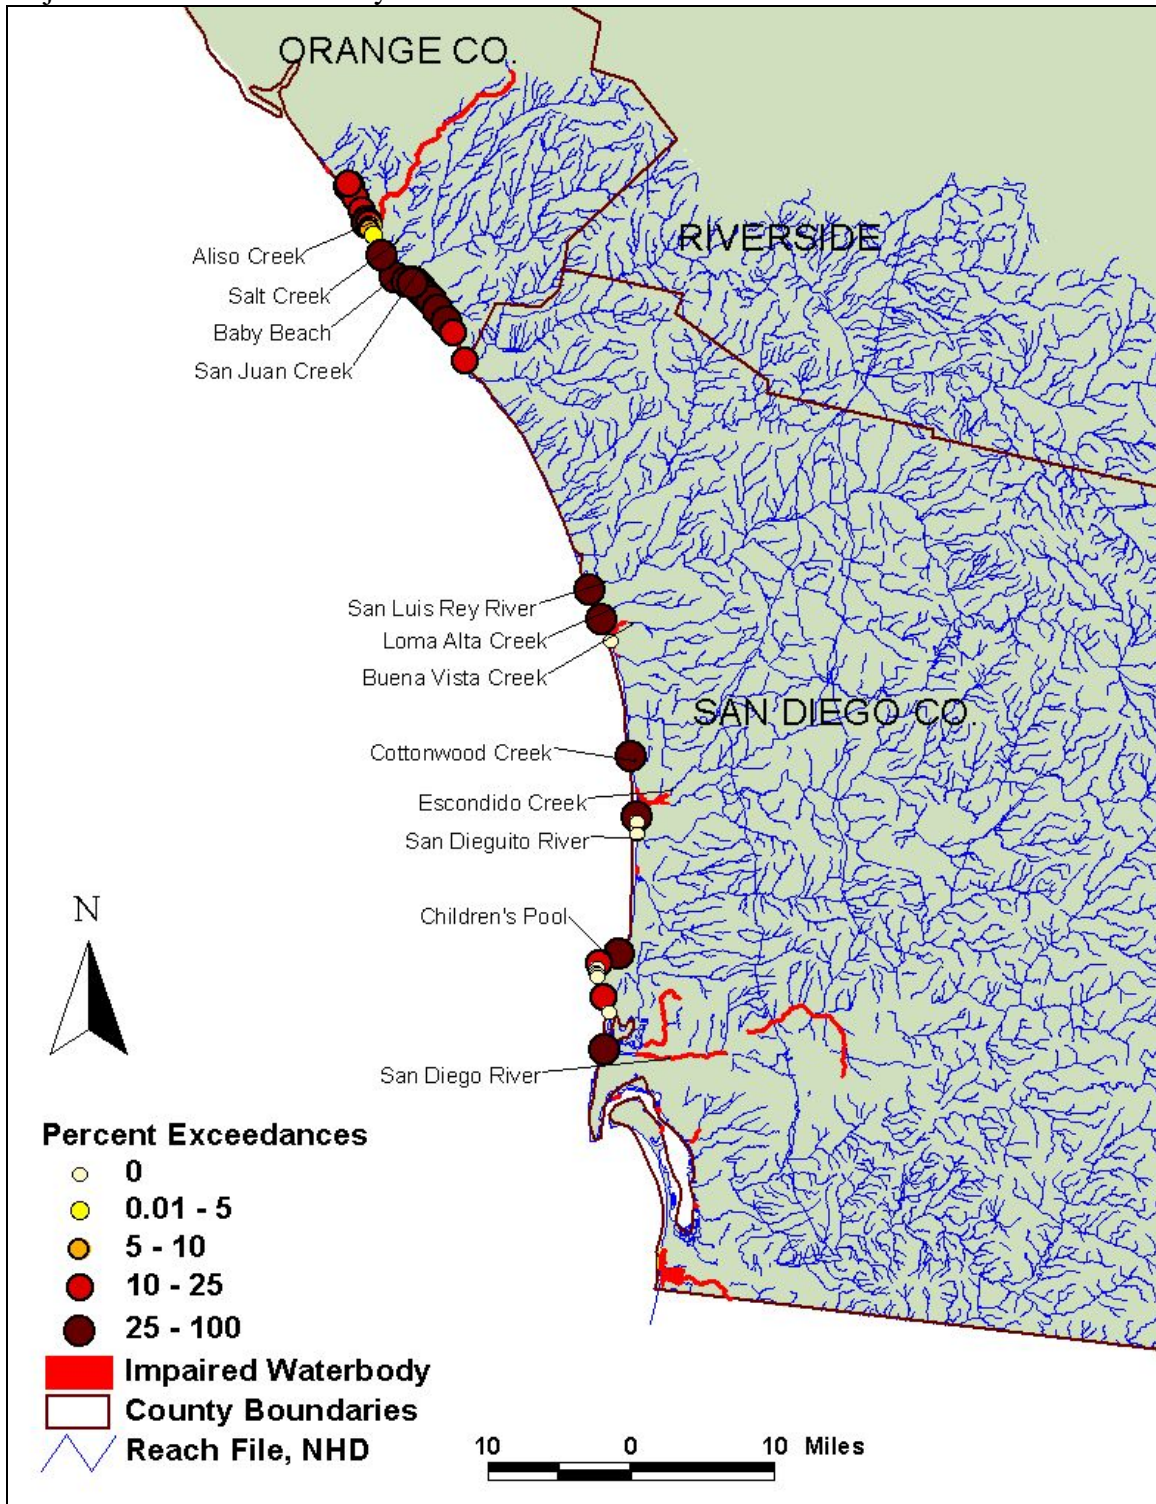 ORANGE CO.
RIVERSIDE
Aliso Creek
Salt Creek
Baby Beach
San Juan Creek
San Luis Rey River
Loma Alta Creek
Buena Vista Creek
SAN DIEGO CO.
Cottonwood Creek
Escondido Creek
San Dieguito River
Children's Pool
N
San Diego River
Percent Exceedances
0
0.01 - 5
5 - 10
10 - 25
25 - 100
Impaired Waterbody
County Boundaries
Reach File, NHD
10 0 10 Miles